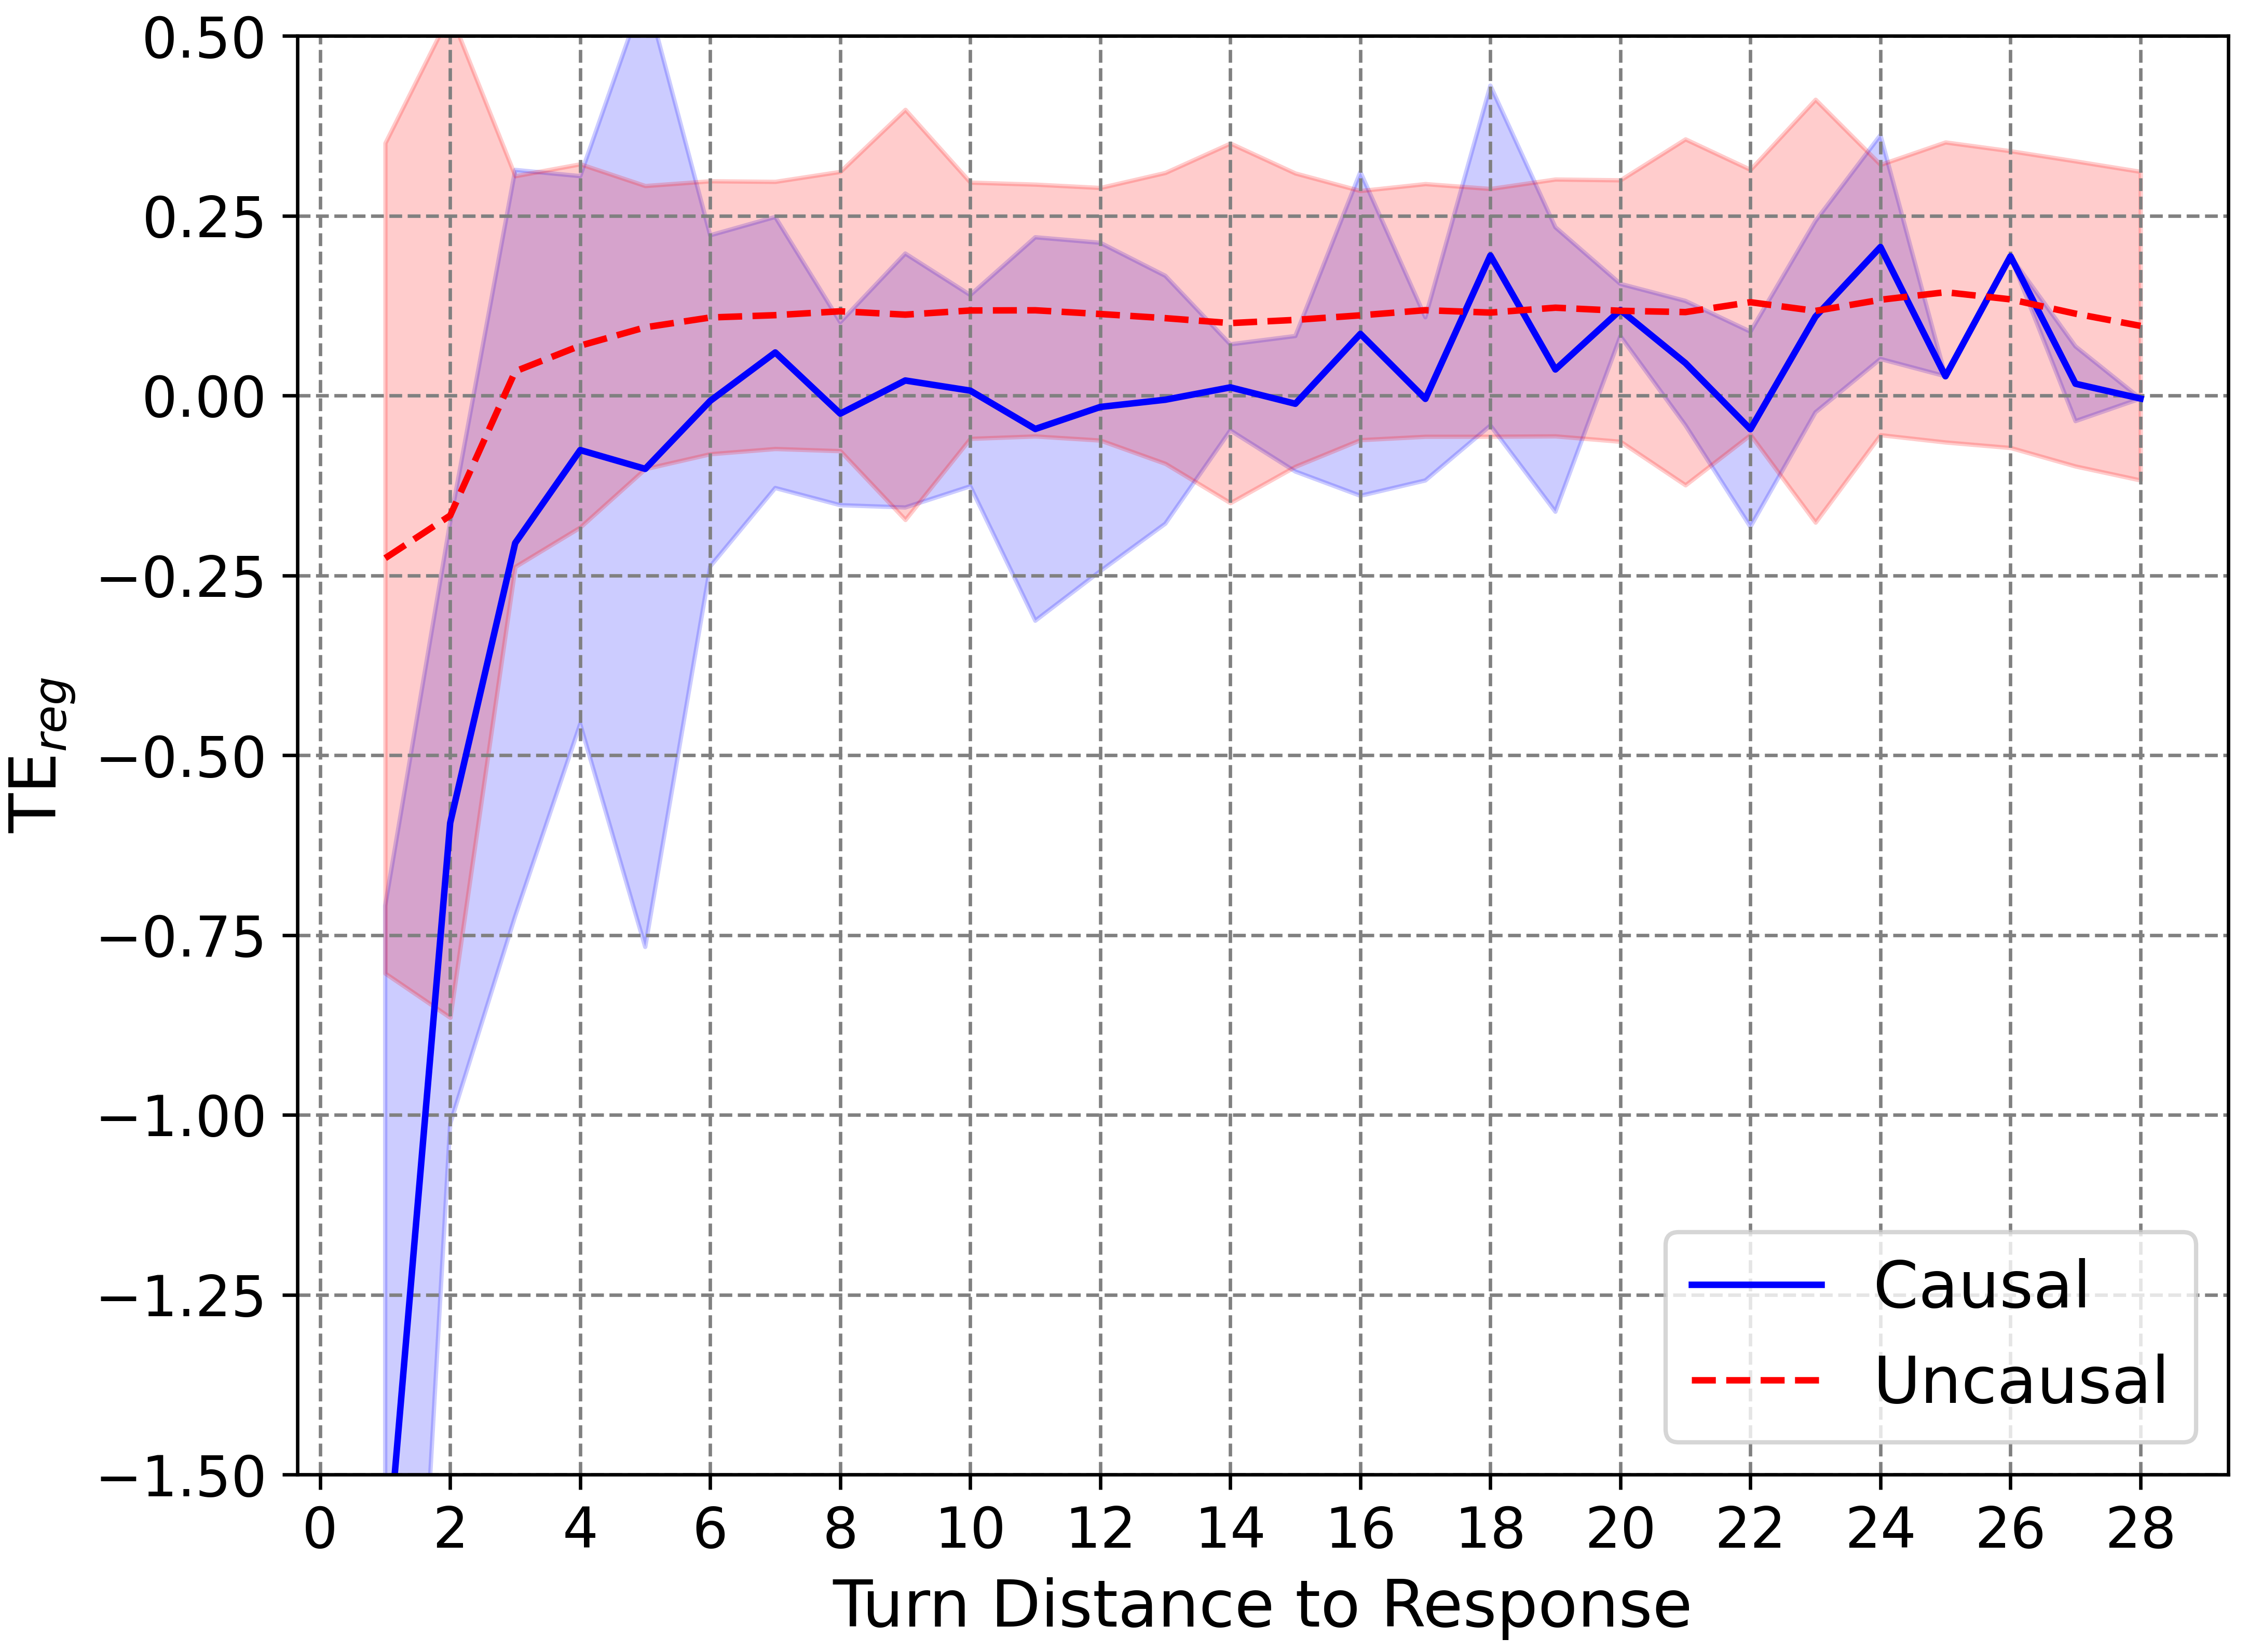 0.50
0.25
0.00
−0.25
−0.50
−0.75
−1.00
−1.25
−1.50
TEreg
Causal
Uncausal
0 2 4 6 8 10 12 14 16 18 20 22 24 26 28
Turn Distance to Response